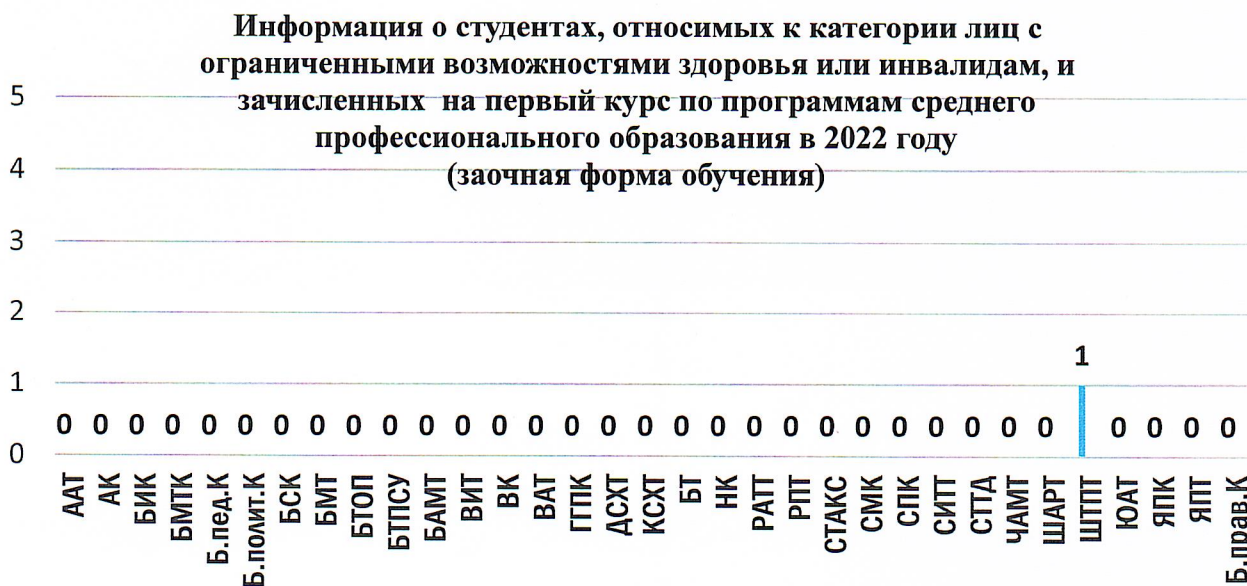 Информация о студентах, относимых к категории лиц с
ограниченными возможностями здоровья или инвалидам, и
зачисленных на первый курс по программам среднего
профессионального образования в 2022 году
(заочная форма обучения)
5
4
3
2
1
0
0 0 0 0 0 0 0 0 0 0 0 0 0 0 0 0 0 0 0 0 0 0 0 0 0 0 0 0 1 0 0 0 0
ААТ
АК
БИК
БМТК
Б.пед.К
Б.полит.К
БСК
БМТ
БТОП
БТПСУ
БАМТ
ВИТ
ВК
ВАТ
ГГПК
ДСХТ
КСХТ
БТ
НК
РАТТ
РПТ
СТАКС
СМК
СПК
СИТТ
СТТД
ЧАМТ
ШАРТ
ШТПТ
ЮАТ
ЯПК
ЯПТ
Б.прав.К